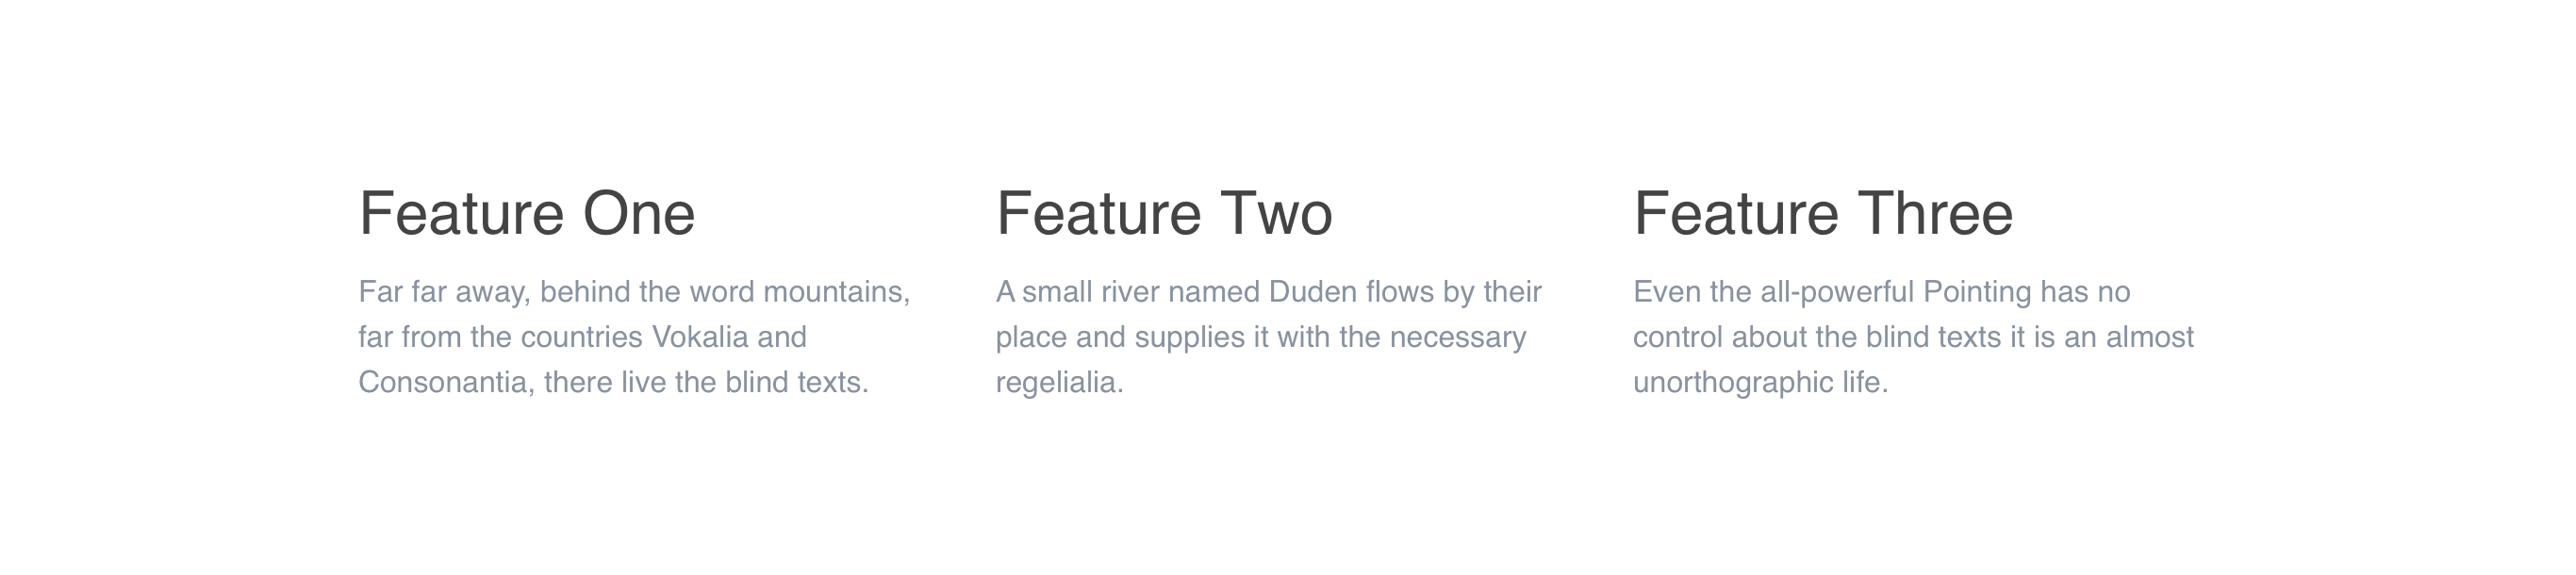 Feature One
Far far away, behind the word mountains,
far from the countries Vokalia and
Consonantia, there live the blind texts.
Feature Two
A small river named Duden flows by their
place and supplies it with the necessary
regelialia.
Feature Three
Even the all-powerful Pointing has no
control about the blind texts it is an almost
unorthographic life.